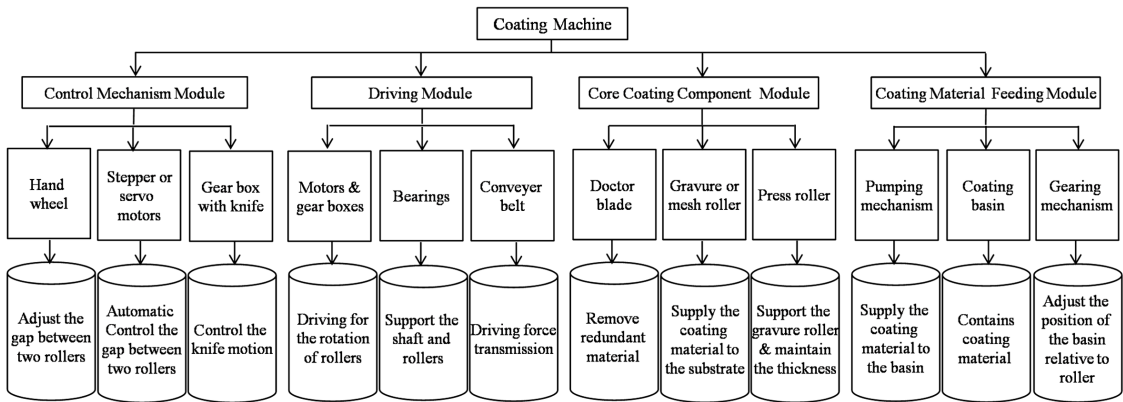 Coating Machine
Control Mechanism Module
Driving Module
Core Coating Component Module
Coating Material Feeding Module
Hand
wheel
Stepper or
servo
motors
Gear box
with knife
Motors &
gear boxes
Bearings
Conveyer
belt
Doctor
blade
Gravure or
mesh roller
Press roller
Pumping
mechanism
Coating
basin
Gearing
mechanism
Adjust the
gap between
two rollers
Automatic
Control the
gap between
two rollers
Control the
knife motion
Driving for
the rotation
of rollers
Support the
shaft and
rollers
Driving force
transmission
Remove
redundant
material
Supply the
coating
material to
the substrate
Support the
gravure roller
& maintain
the thickness
Supply the
coating
material to
the basin
Contains
coating
material
Adjust the
position of
the basin
relative to
roller